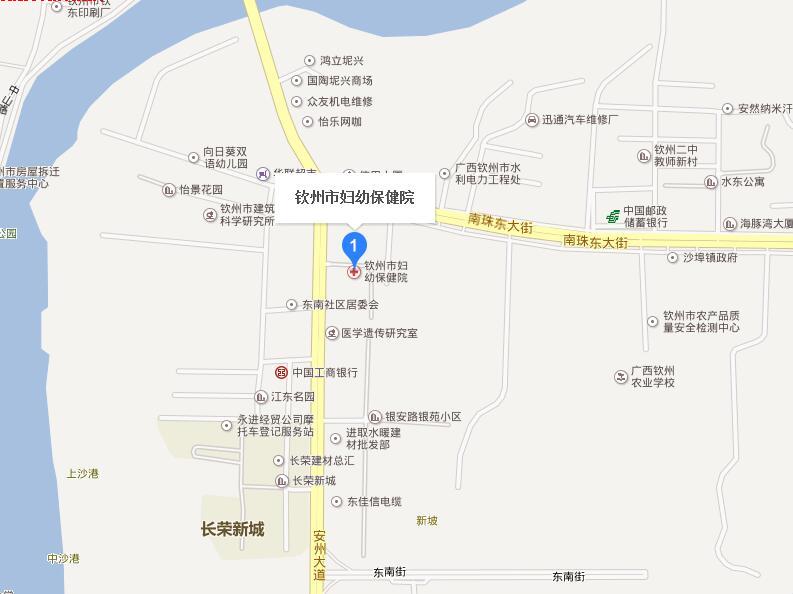 钦州市钦
东印刷厂
鸿立坭兴
国陶坭兴商场
众友机电维修
怡乐网咖
迅通汽车维修厂
安然纳米汗
向日葵双
语幼儿园
钦州二中
教师新村
州市房屋拆迁
置服务中心
怡景花园
广西钦州市水
利电力工程处
水东公寓
钦州市妇幼保健院
钦州市建筑
科学研究所
中国邮政
储蓄银行
南珠东大街
南珠东大街
海豚湾大厦
公园
1
钦州市妇
幼保健院
沙埠镇政府
东南社区居委会
钦州市农产品质
量安全检测中心
医学遗传研究室
中国工商银行
广西钦州
农业学校
江东名园
永进经贸公司摩
托车登记服务站
银安路银苑小区
进取水暖建
材批发部
长荣建材总汇
上沙港
长荣新城
东佳信电缆
新坡
长荣新城
安州大道
中沙港
东南街
东南街